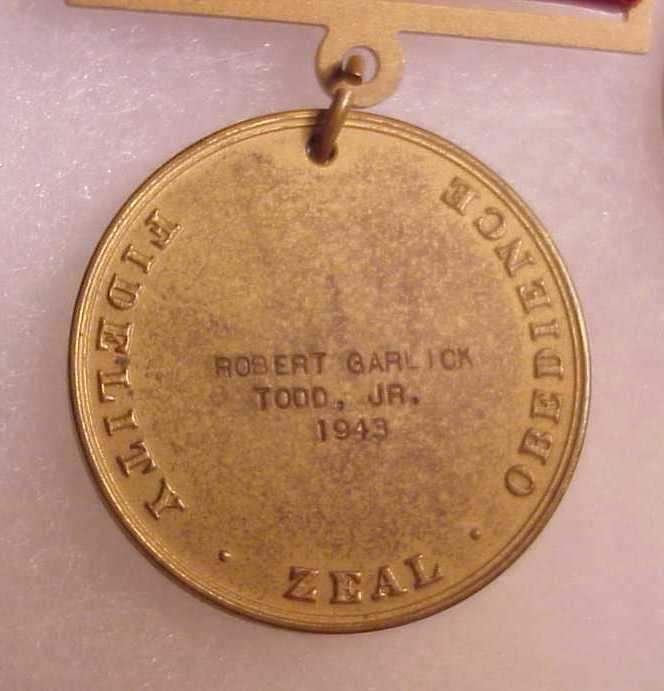 FIDELITY · ZEAL · OBEDIENCE
ROBERT GARLICK
TODD, JR.
1943